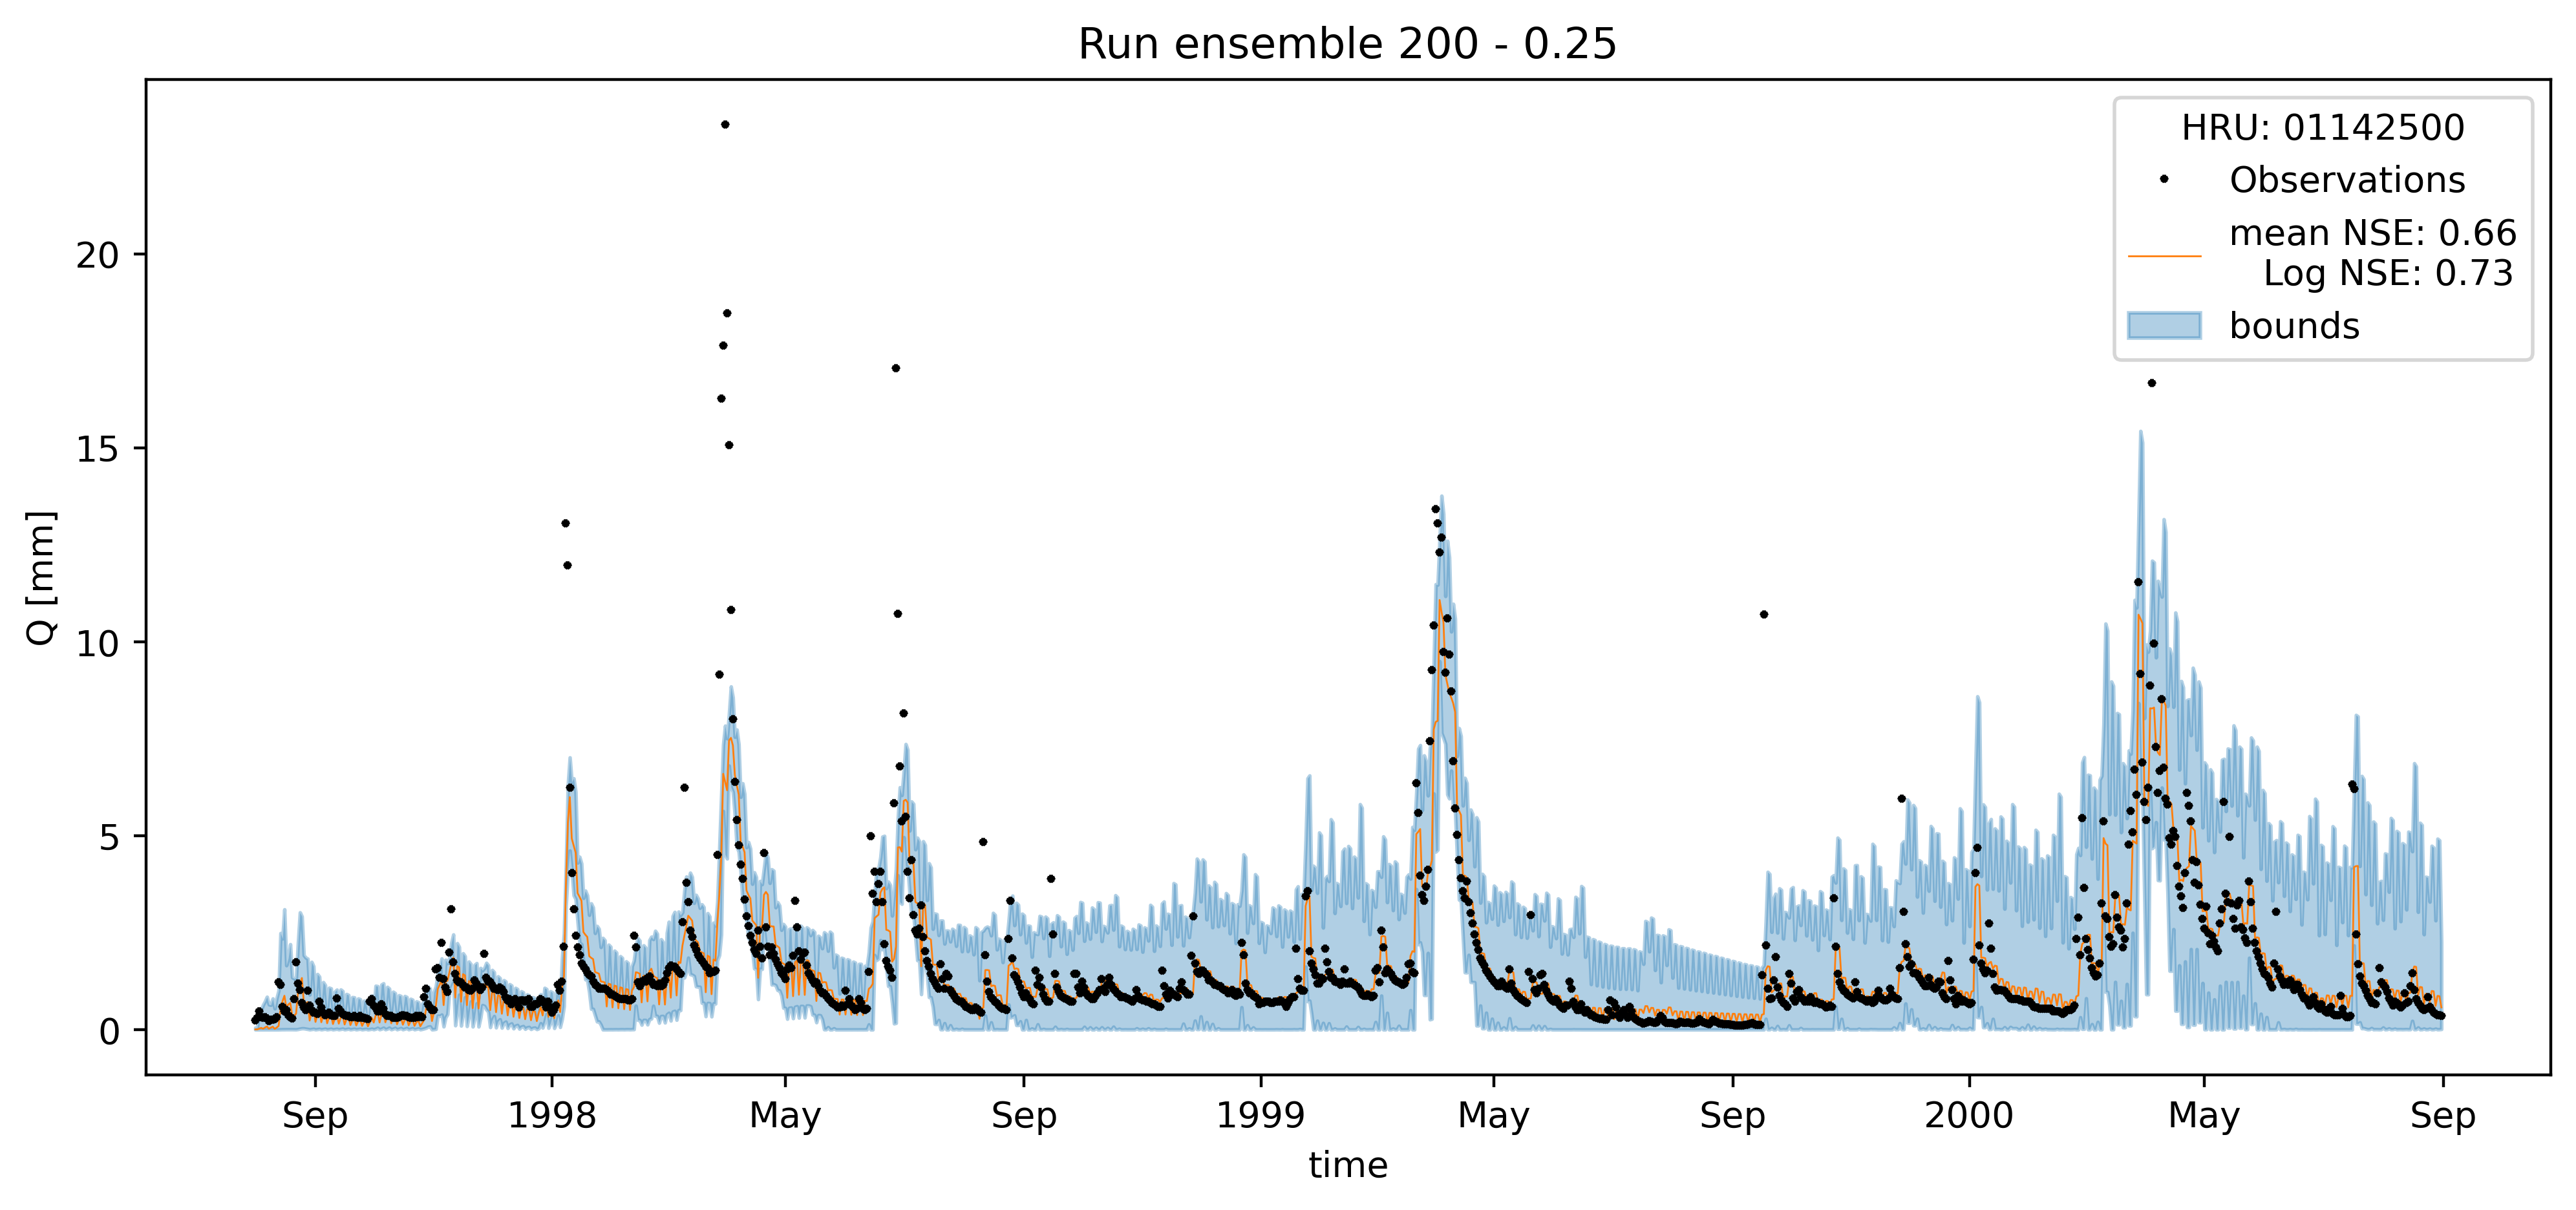 Run ensemble 200 - 0.25
HRU: 01142500
Observations
mean NSE: 0.66
Log NSE: 0.73
bounds
Q [mm]
20
15
10
5
0
Sep
1998
May
Sep
1999
May
Sep
2000
May
Sep
time